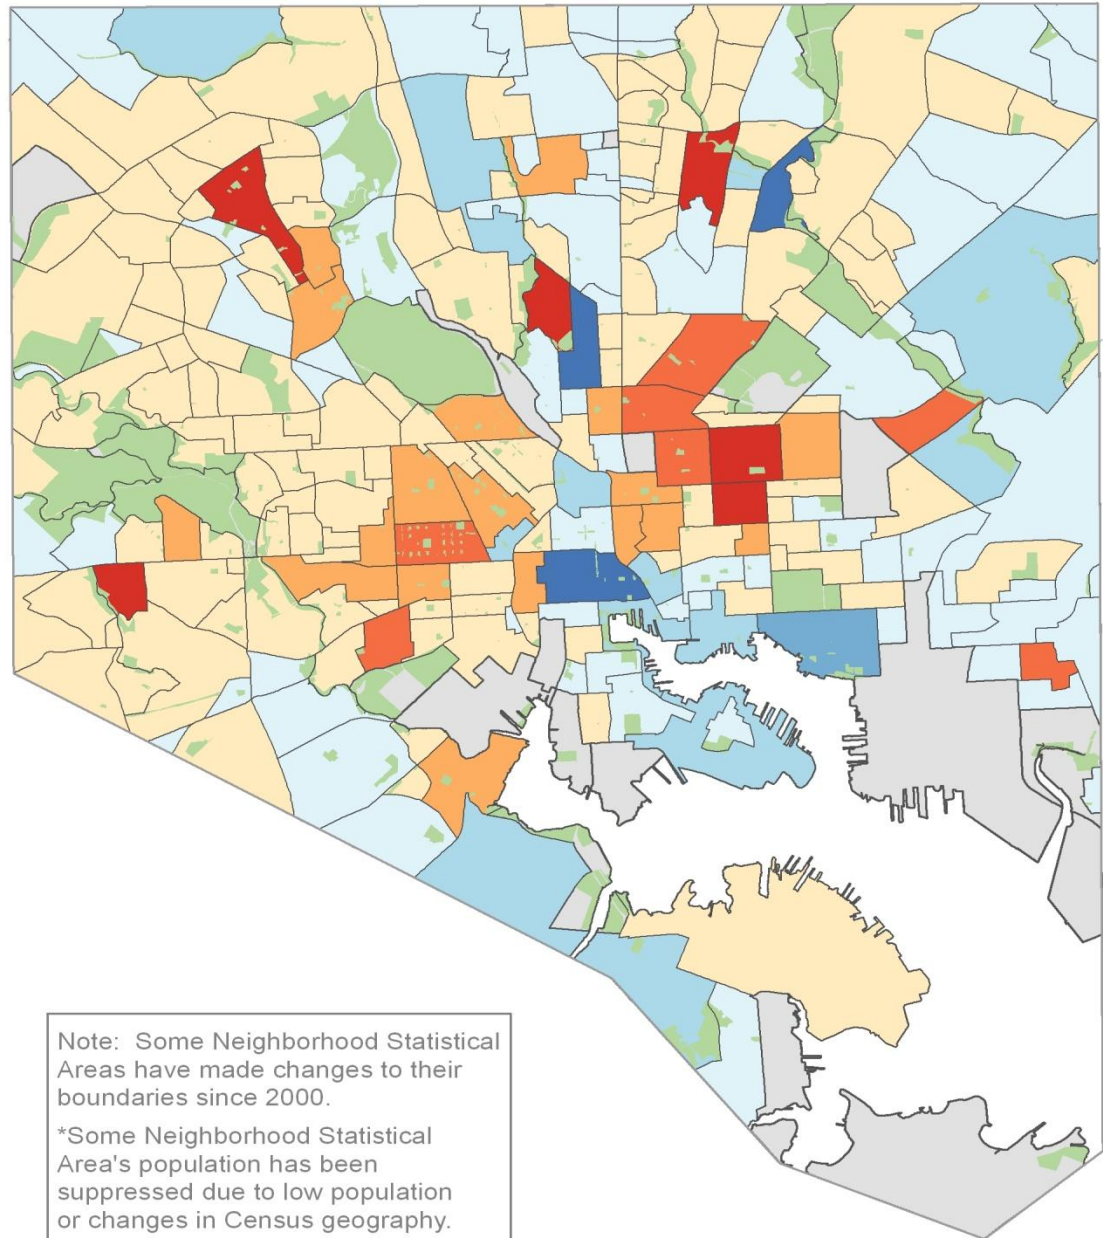 Note:  Some Neighborhood Statistical
Areas have made changes to their
boundaries since 2000.
*Some Neighborhood Statistical
Area's population has been
suppressed due to low population
or changes in Census geography.